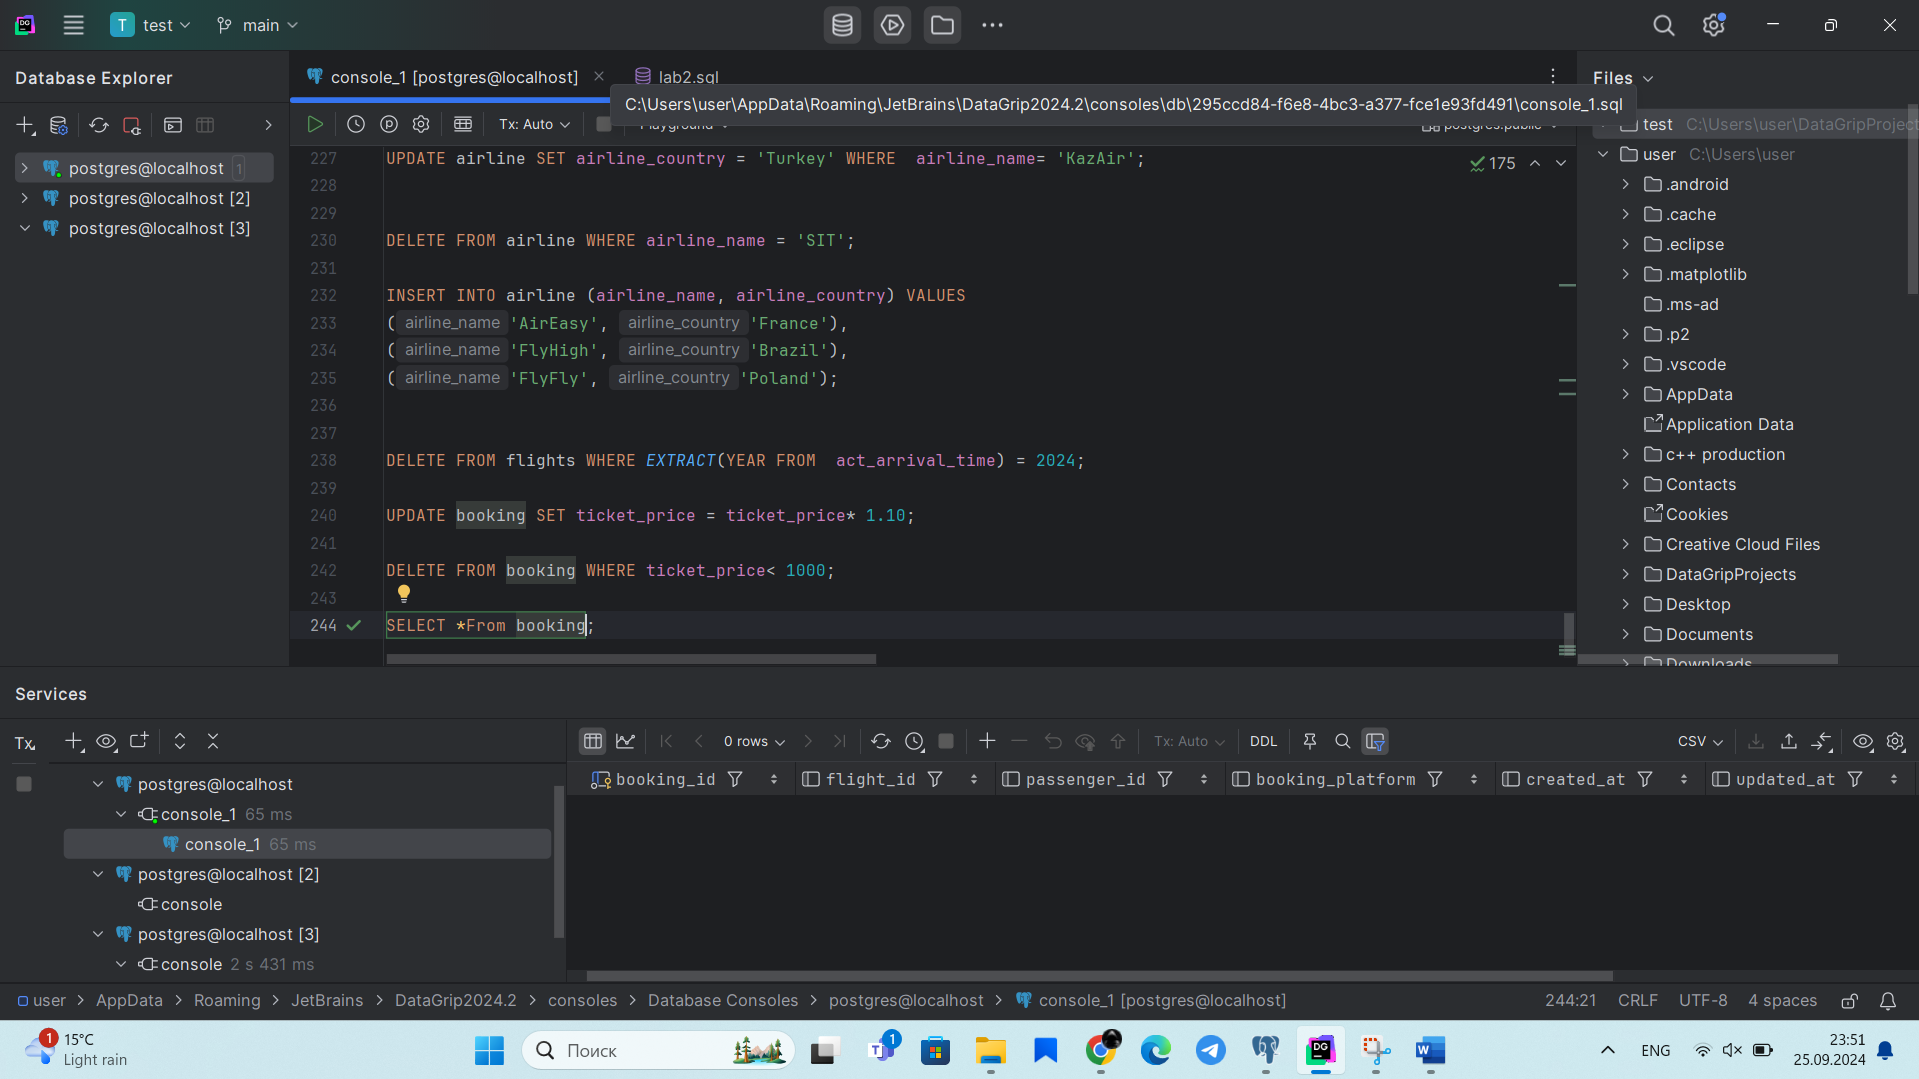 T test main
Database Explorer
console_1 [postgres@localhost]
lab2.sql
Files
C:\Users\user\AppData\Roaming\JetBrains\DataGrip2024.2\consoles\db\295ccd84-f6e8-4bc3-a377-fce1e93fd491\console_1.sql
Tx: Auto
postgres@localhost 1
postgres@localhost [2]
postgres@localhost [3]
227 UPDATE airline SET airline_country = 'Turkey' WHERE  airline_name= 'KazAir';
175
228
229
230 DELETE FROM airline WHERE airline_name = 'SIT';
231
232 INSERT INTO airline (airline_name, airline_country) VALUES
233 ( airline_name 'AirEasy', airline_country 'France'),
234 ( airline_name 'FlyHigh', airline_country 'Brazil'),
235 ( airline_name 'FlyFly', airline_country 'Poland');
236
237
238 DELETE FROM flights WHERE EXTRACT(YEAR FROM  act_arrival_time) = 2024;
239
240 UPDATE booking SET ticket_price = ticket_price* 1.10;
241
242 DELETE FROM booking WHERE ticket_price< 1000;
243
244 SELECT *From booking;
test C:\Users\user\DataGripProject
user C:\Users\user
.android
.cache
.eclipse
.matplotlib
.ms-ad
.p2
.vscode
AppData
Application Data
c++ production
Contacts
Cookies
Creative Cloud Files
DataGripProjects
Desktop
Documents
Downloads
Services
Tx
0 rows
Tx: Auto
DDL
CSV
postgres@localhost
console_1 65 ms
console_1 65 ms
postgres@localhost [2]
console
postgres@localhost [3]
console 2 s 431 ms
booking_id flight_id passenger_id booking_platform created_at updated_at
user > AppData > Roaming > JetBrains > DataGrip2024.2 > consoles > Database Consoles > postgres@localhost > console_1 [postgres@localhost]
244:21 CRLF UTF-8 4 spaces
1
15°C
Light rain
Поиск
1
DG
W
ENG
23:51
25.09.2024